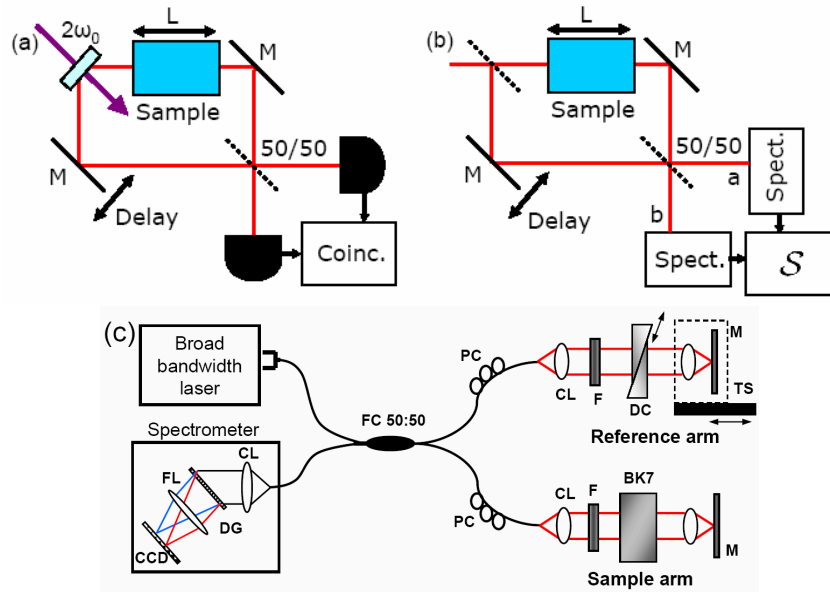 (a)
2ω₀
L
M
Sample
50/50
M
Delay
Coinc.
(b)
L
M
Sample
50/50
M
a
Spect.
Delay
b
Spect.
S
(c)
Broad
bandwidth
laser
PC
CL
F
DC
M
TS
FC 50:50
Reference arm
Spectrometer
CL
FL
DG
CCD
PC
CL
F
BK7
M
Sample arm